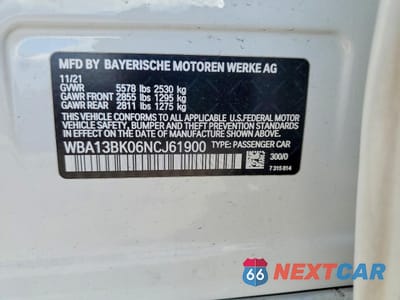 MFD BY BAYERISCHE MOTOREN WERKE AG
11/21
GVWR 5578 lbs 2530 kg
GAWR FRONT 2855 lbs 1295 kg
GAWR REAR 2811 lbs 1275 kg
THIS VEHICLE CONFORMS TO ALL APPLICABLE
U.S. FEDERAL MOTOR VEHICLE SAFETY, BUMPER,
AND THEFT PREVENTION STANDARDS IN EFFECT ON
THE DATE OF MANUFACTURE SHOWN ABOVE.
WBA13BK06NCJ61900 TYPE: PASSENGER CAR
300/0
7 315 814
66 NEXTCAR